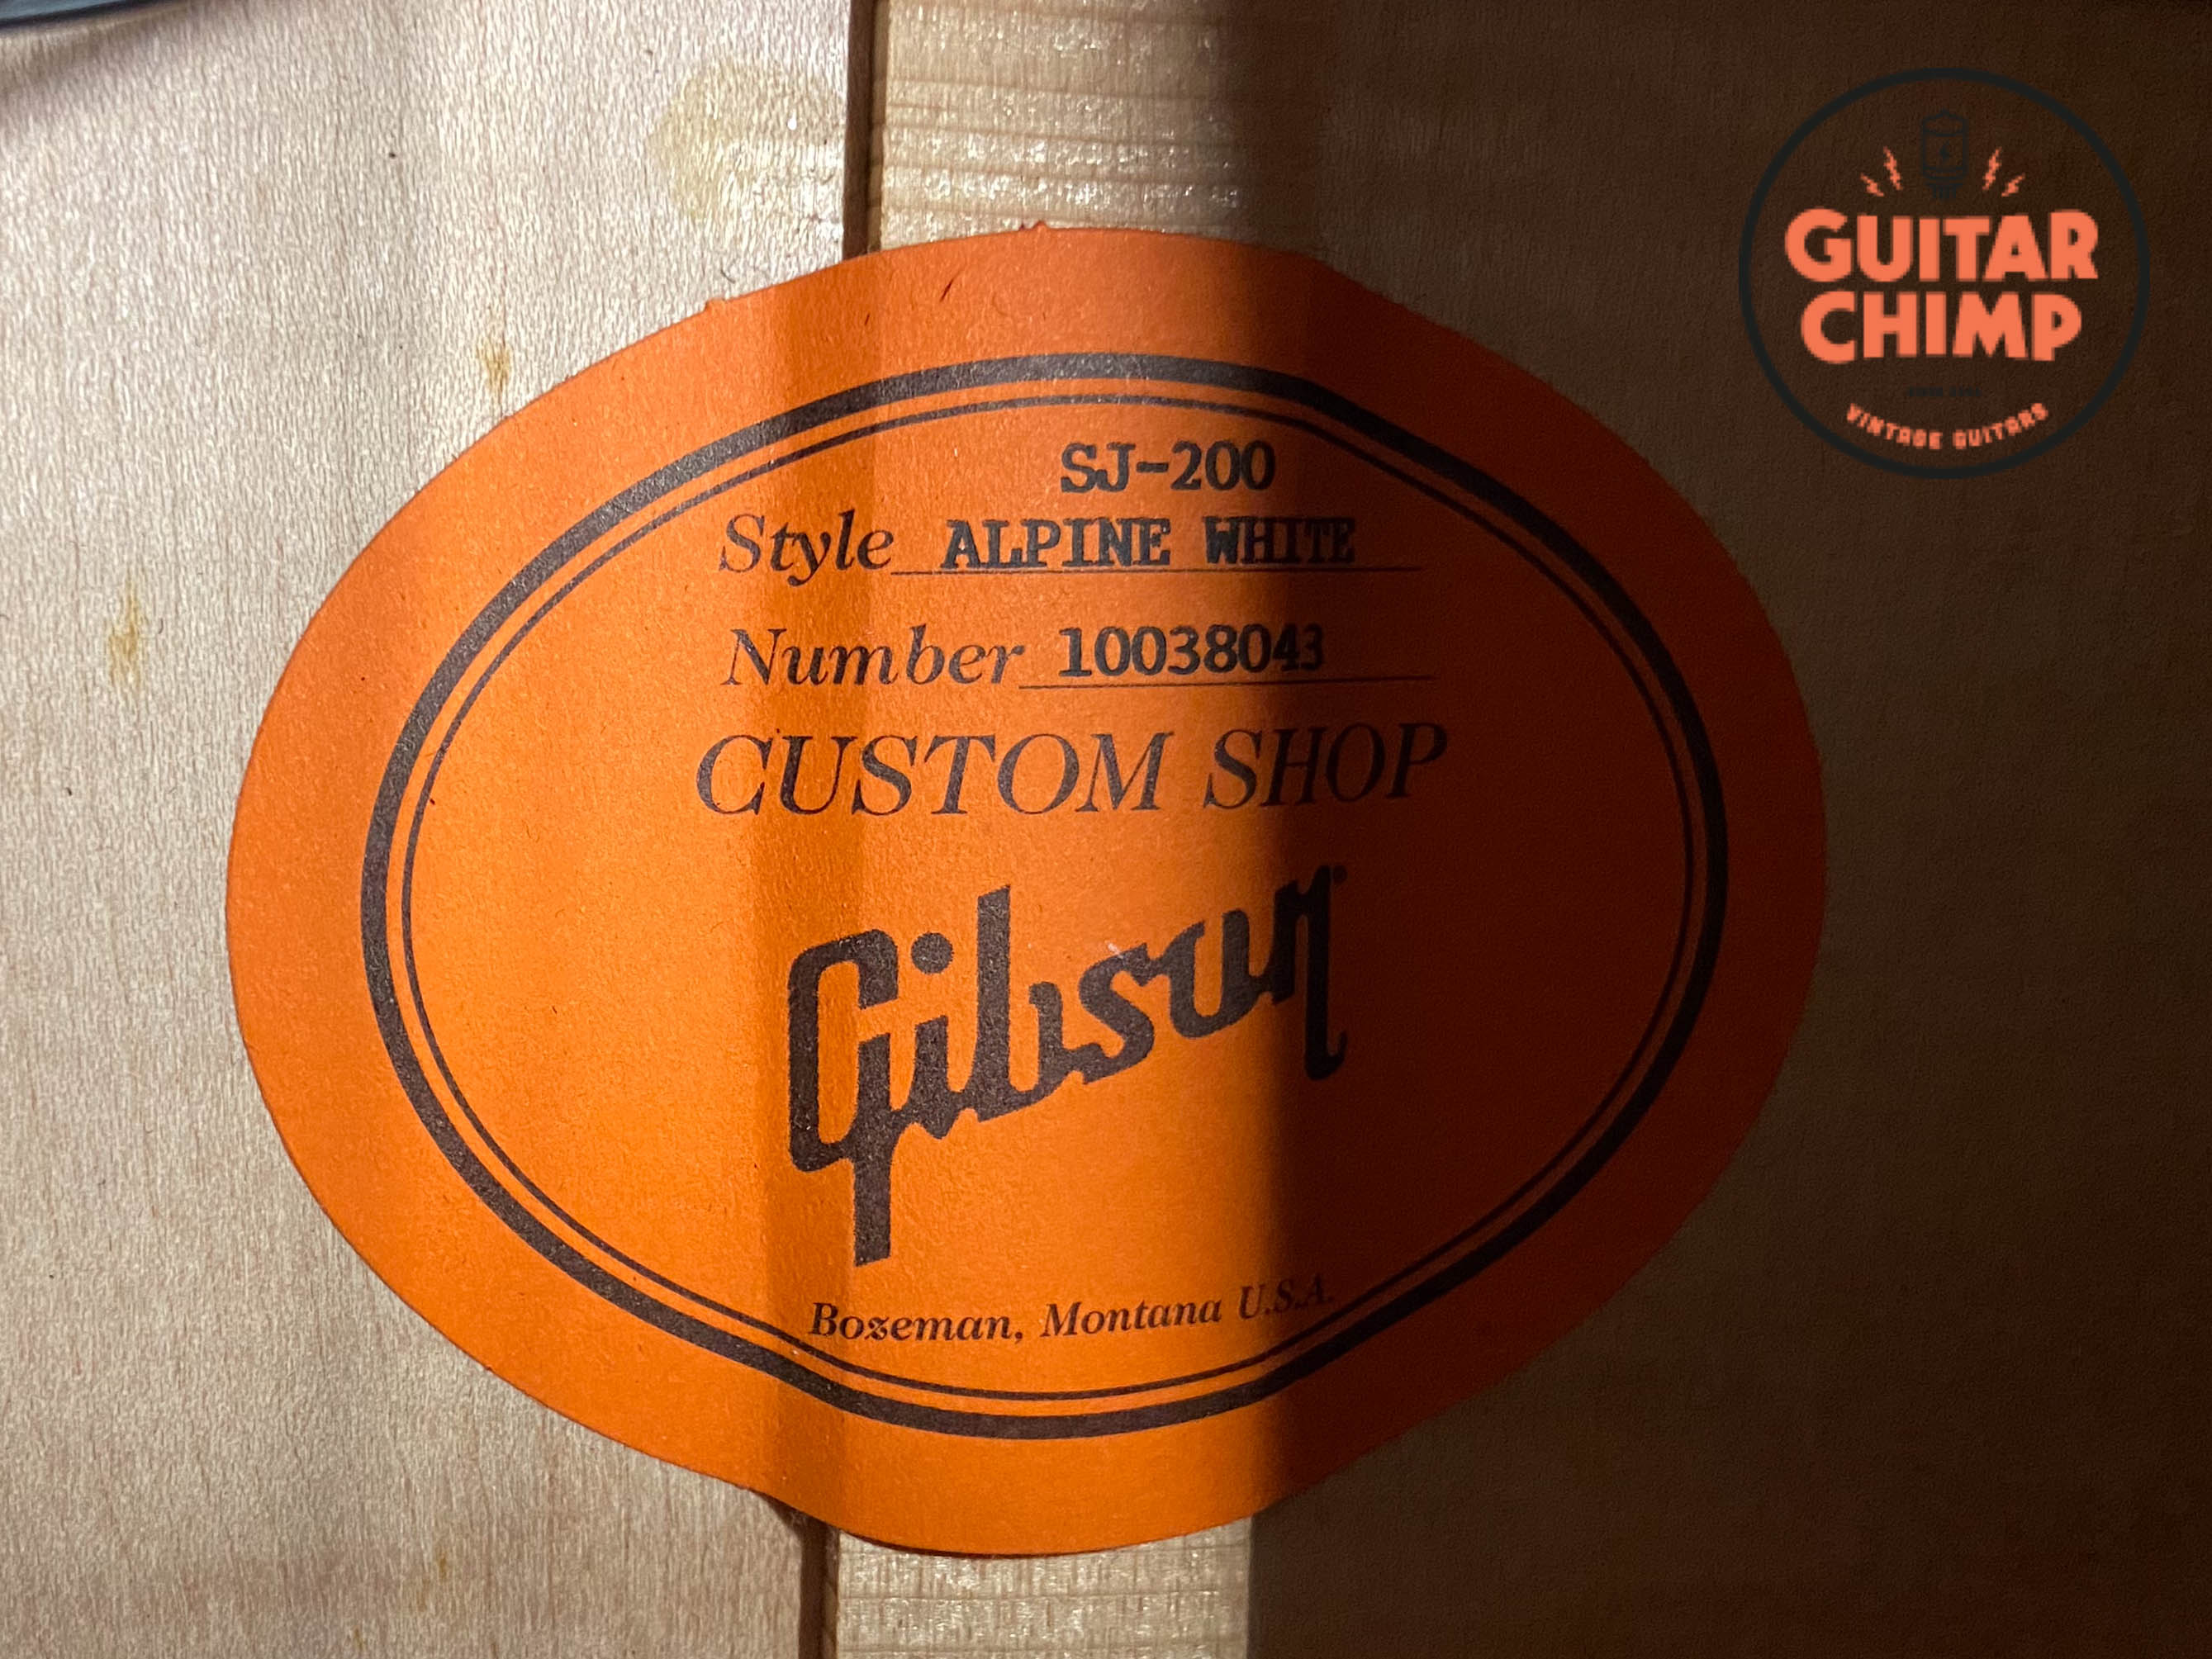 SJ-200
Style ALPINE WHITE
Number 10038043
CUSTOM SHOP
Gibson®
Bozeman, Montana U.S.A.
GUITAR
CHIMP
VINTAGE GUITARS